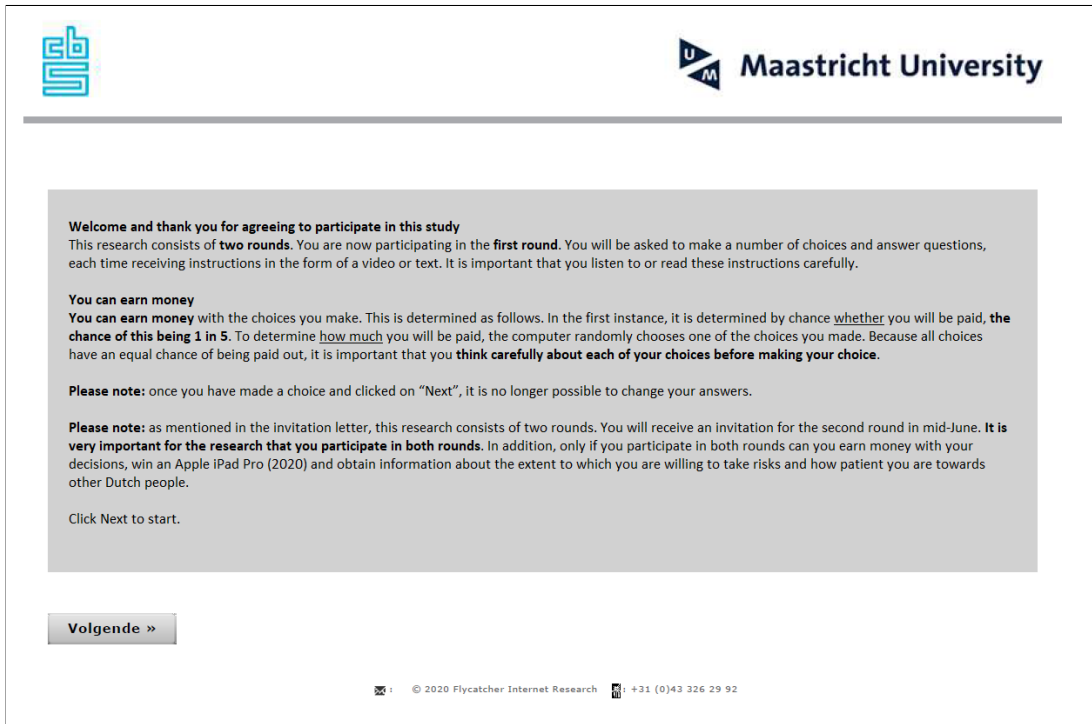 cbs
UM Maastricht University
Welcome and thank you for agreeing to participate in this study
This research consists of two rounds. You are now participating in the first round. You will be asked to make a number of choices and answer questions,
each time receiving instructions in the form of a video or text. It is important that you listen to or read these instructions carefully.
You can earn money
You can earn money with the choices you make. This is determined as follows. In the first instance, it is determined by chance whether you will be paid, the
chance of this being 1 in 5. To determine how much you will be paid, the computer randomly chooses one of the choices you made. Because all choices
have an equal chance of being paid out, it is important that you think carefully about each of your choices before making your choice.
Please note: once you have made a choice and clicked on “Next”, it is no longer possible to change your answers.
Please note: as mentioned in the invitation letter, this research consists of two rounds. You will receive an invitation for the second round in mid-June. It is
very important for the research that you participate in both rounds. In addition, only if you participate in both rounds can you earn money with your
decisions, win an Apple iPad Pro (2020) and obtain information about the extent to which you are willing to take risks and how patient you are towards
other Dutch people.
Click Next to start.
Volgende »
: © 2020 Flycatcher Internet Research : +31 (0)43 326 29 92